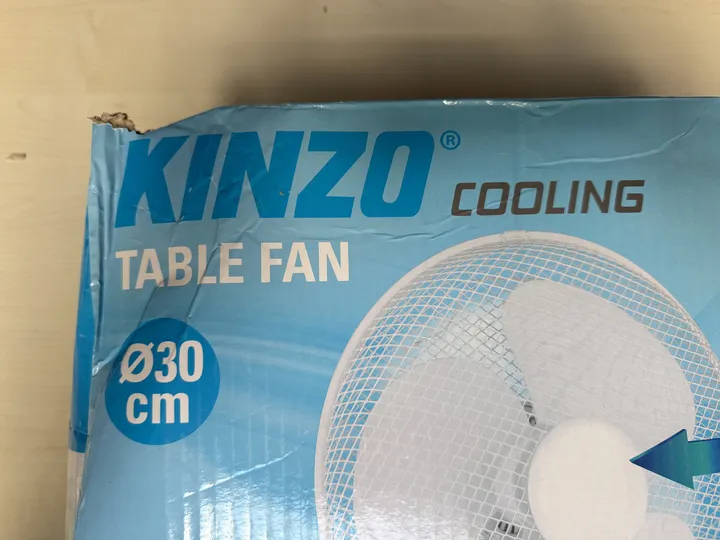 KINZO® COOLING
TABLE FAN
Ø30
cm